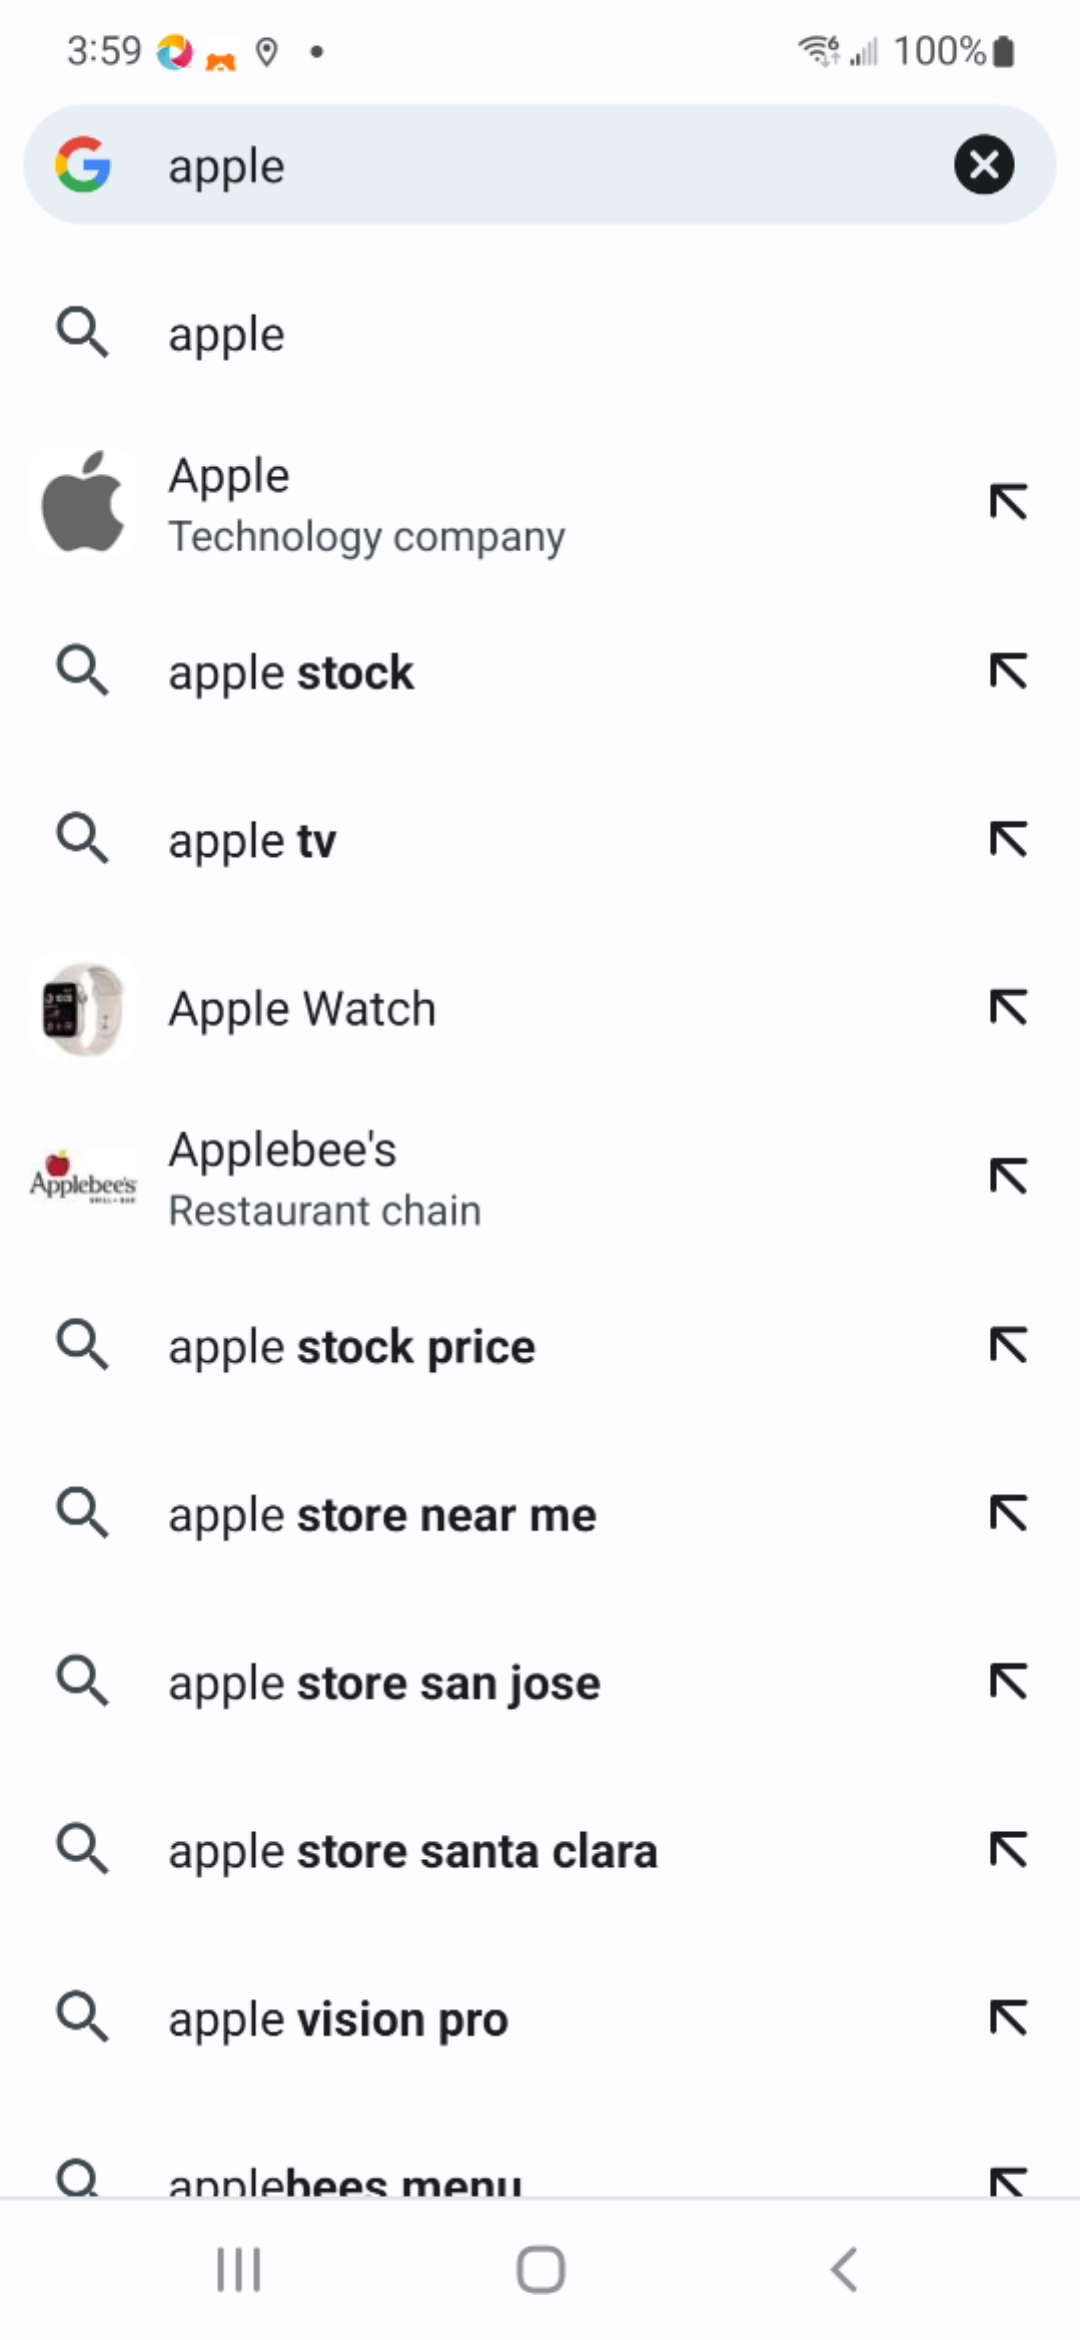 3:59 100%
apple
apple
Apple
Technology company
apple stock
apple tv
Apple Watch
Applebee's
Applebee's
Restaurant chain
apple stock price
apple store near me
apple store san jose
apple store santa clara
apple vision pro
applebees menu